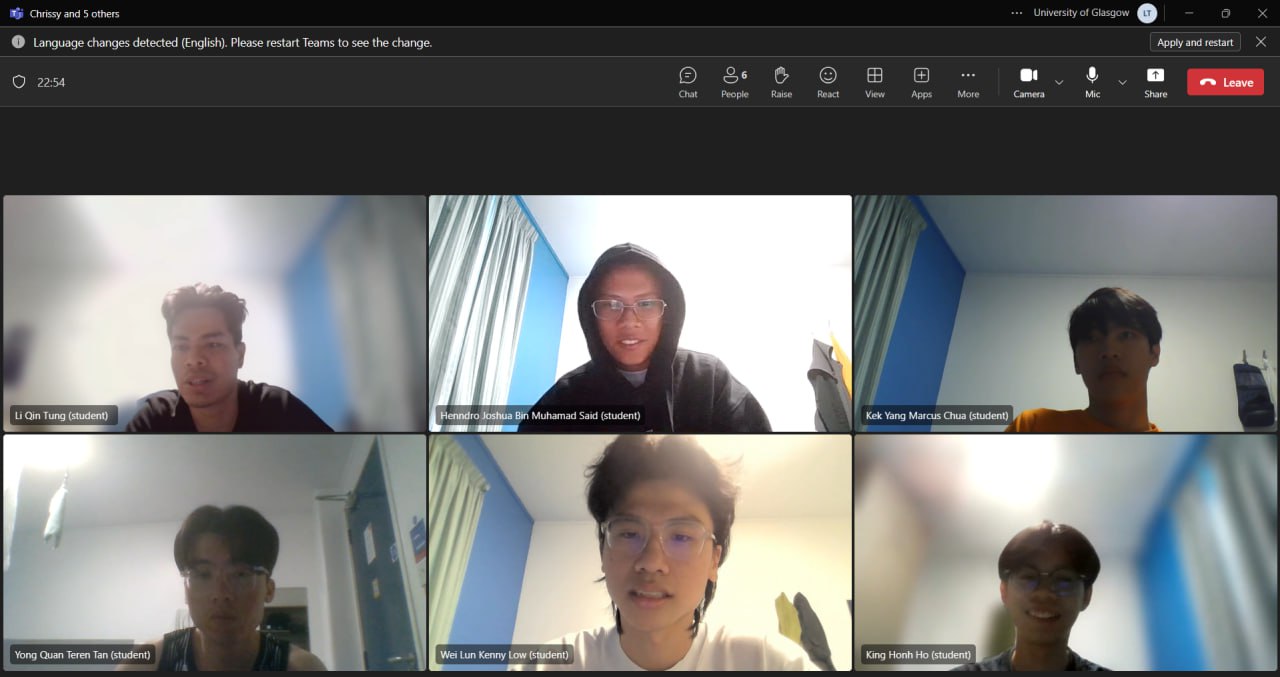 Chrissy and 5 others
University of Glasgow
LT
Language changes detected (English). Please restart Teams to see the change.
Apply and restart
22:54
Chat
People
6
Raise
React
View
Apps
More
Camera
Mic
Share
Leave
Li Qin Tung (student)
Henndro Joshua Bin Muhamad Said (student)
Kek Yang Marcus Chua (student)
Yong Quan Teren Tan (student)
Wei Lun Kenny Low (student)
King Honh Ho (student)